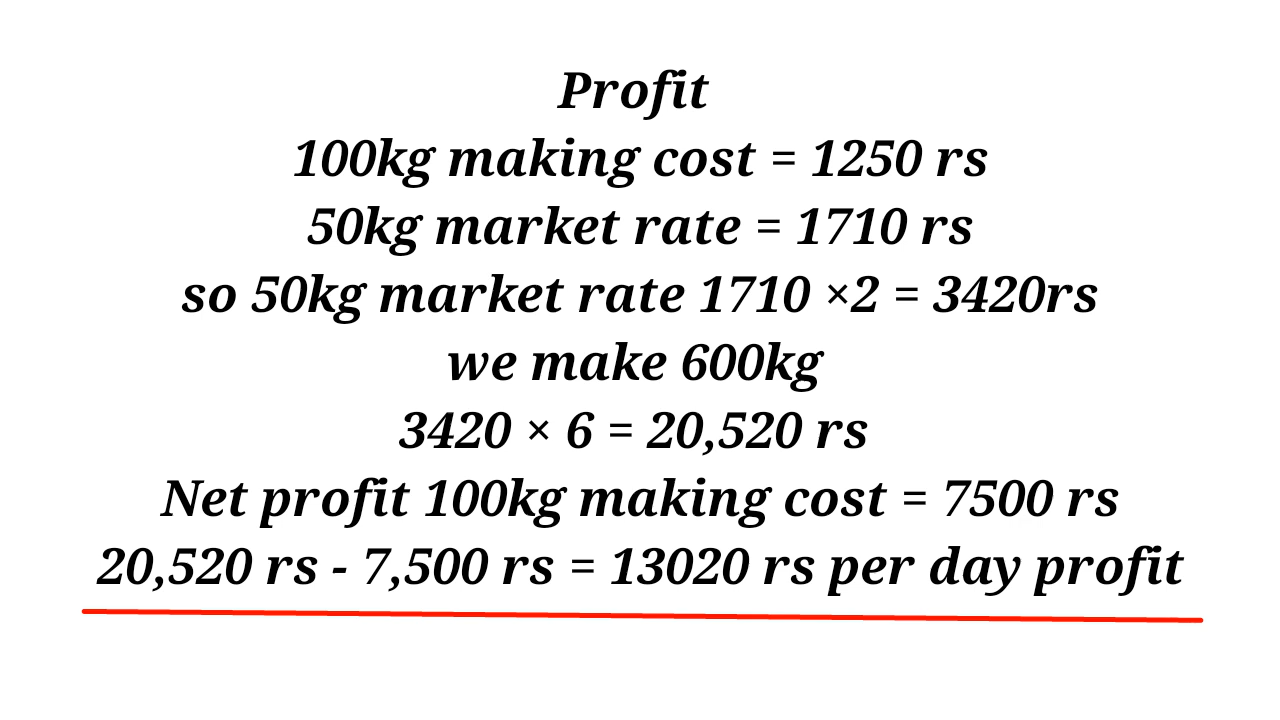 Profit
100kg making cost = 1250 rs
50kg market rate = 1710 rs
so 50kg market rate 1710 ×2 = 3420rs
we make 600kg
3420 × 6 = 20,520 rs
Net profit 100kg making cost = 7500 rs
20,520 rs - 7,500 rs = 13020 rs per day profit